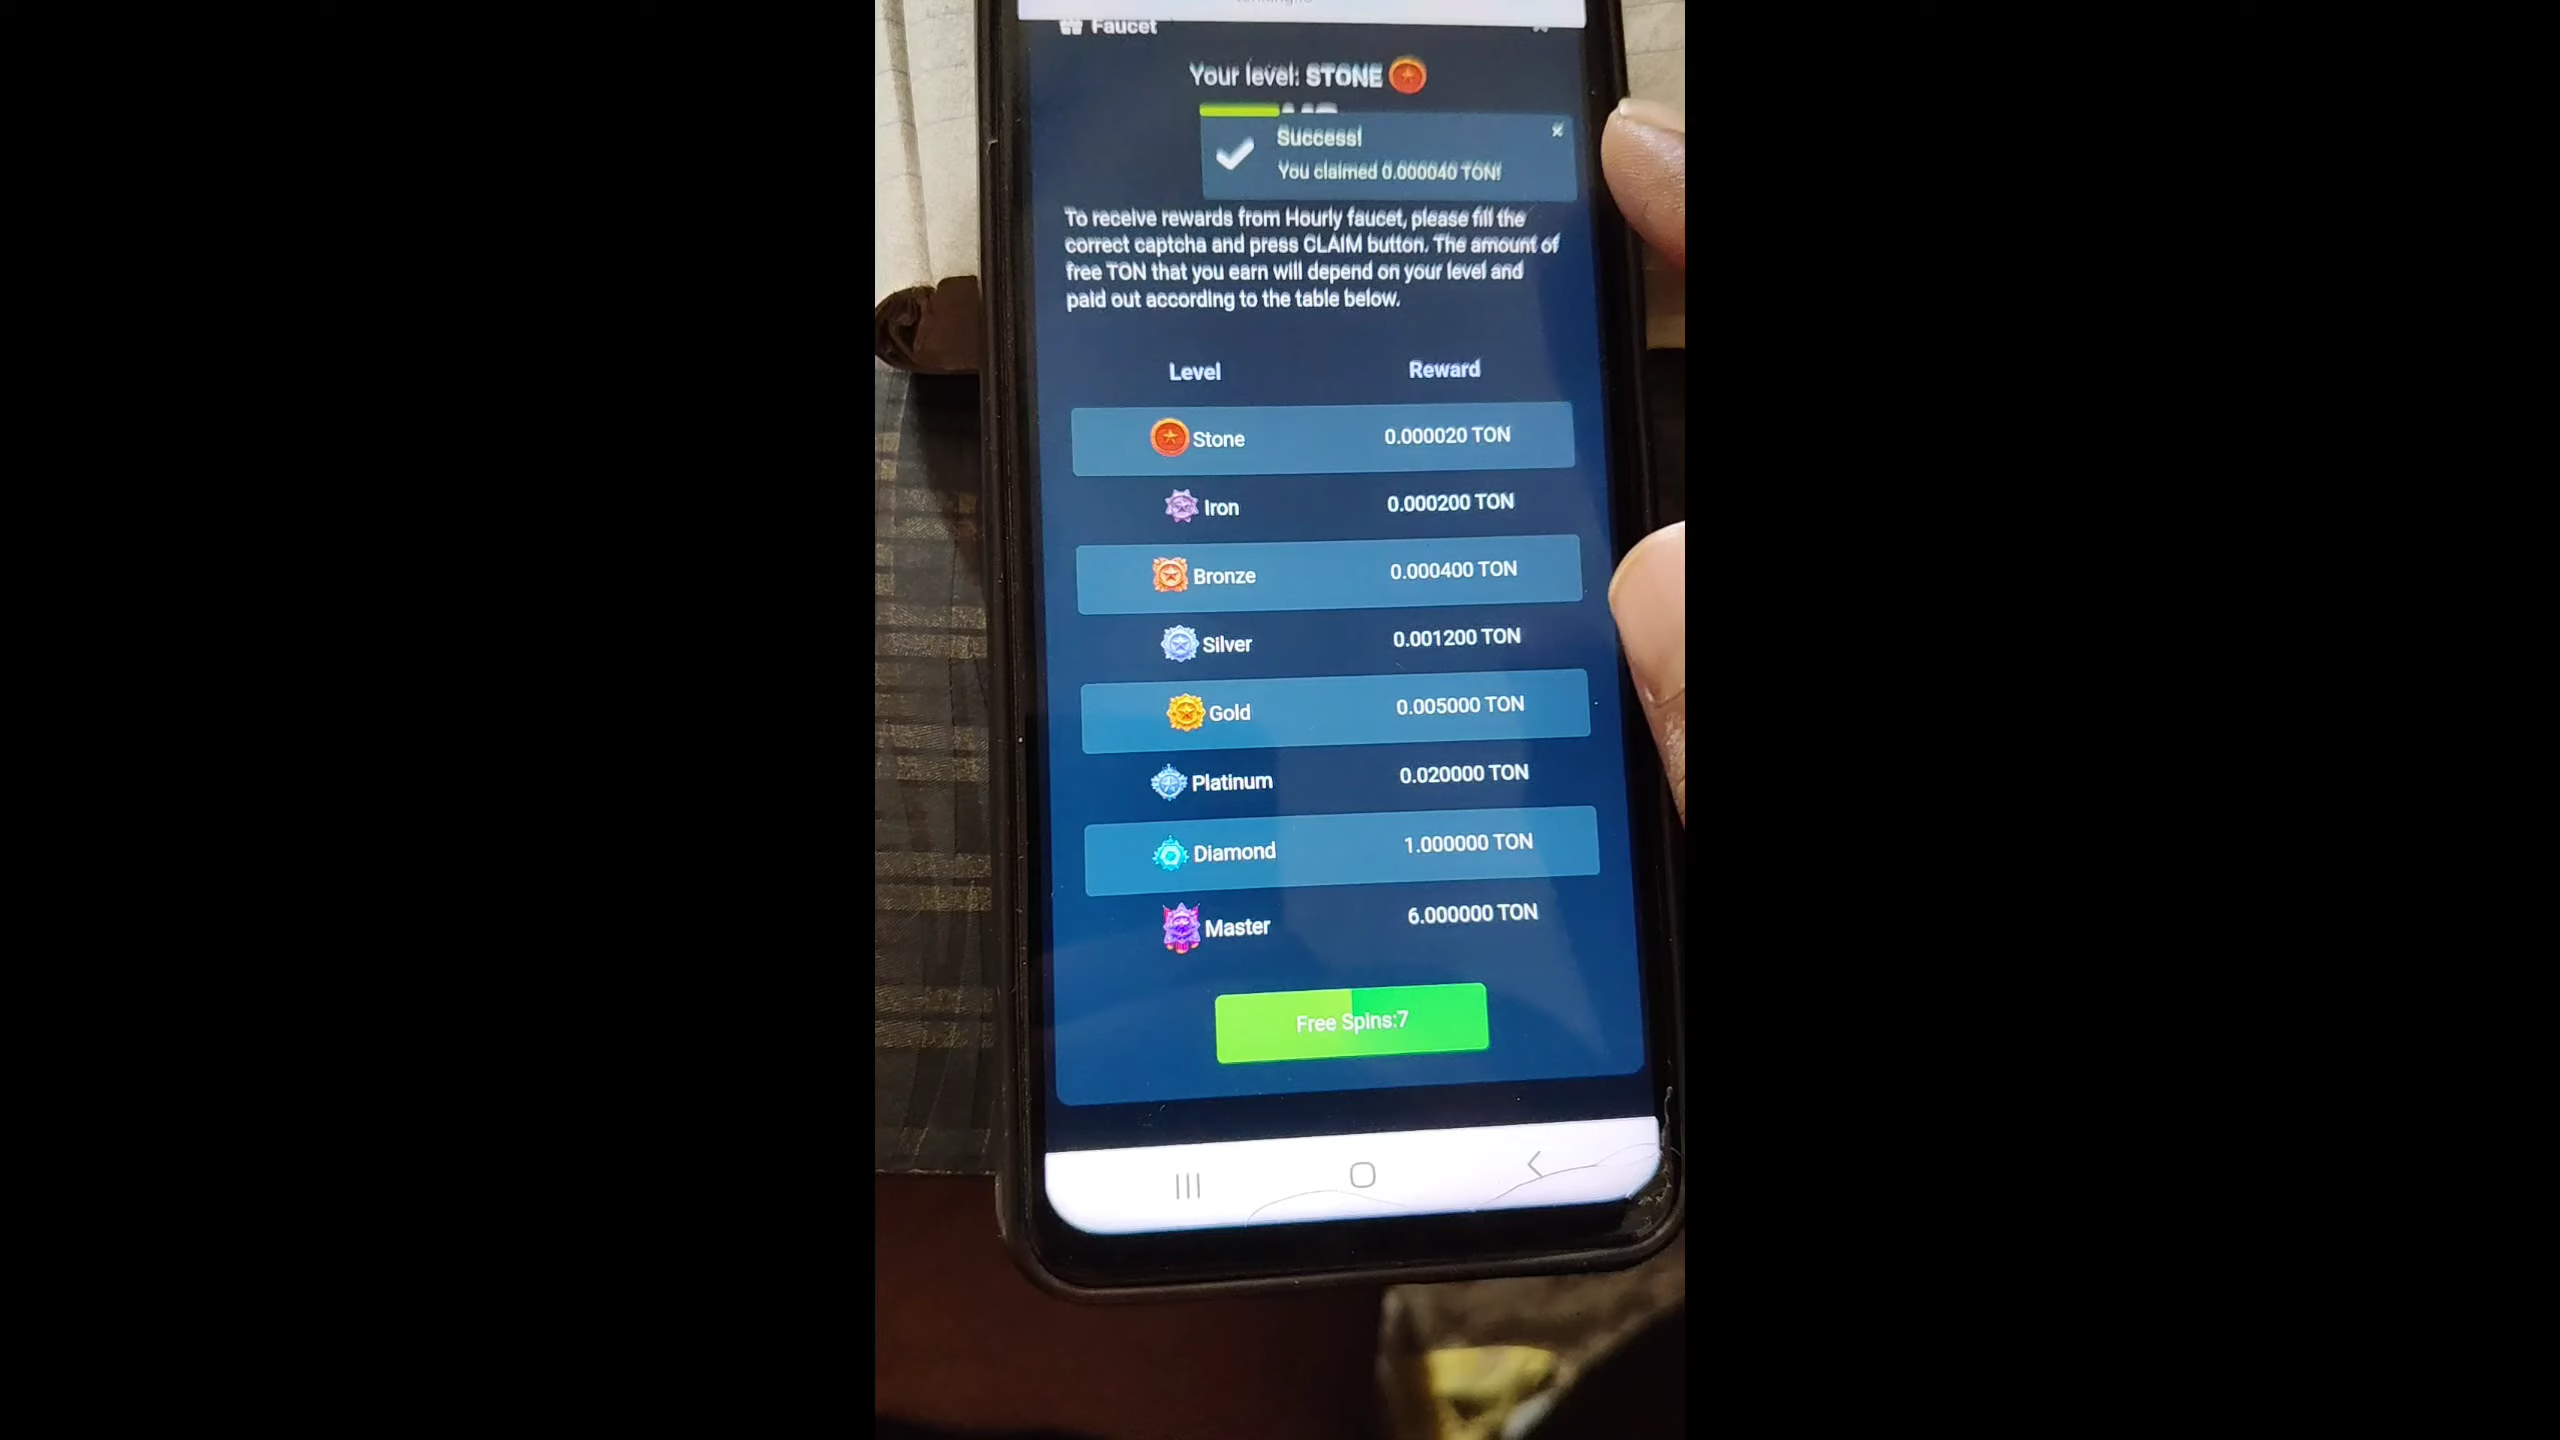 Faucet
Your level: STONE
Success!
You claimed 0.000040 TON!
To receive rewards from Hourly faucet, please fill the
correct captcha and press CLAIM button. The amount of
free TON that you earn will depend on your level and
paid out according to the table below.
Level Reward
Stone 0.000020 TON
Iron 0.000200 TON
Bronze 0.000400 TON
Silver 0.001200 TON
Gold 0.005000 TON
Platinum 0.020000 TON
Diamond 1.000000 TON
Master 6.000000 TON
Free Spins:7